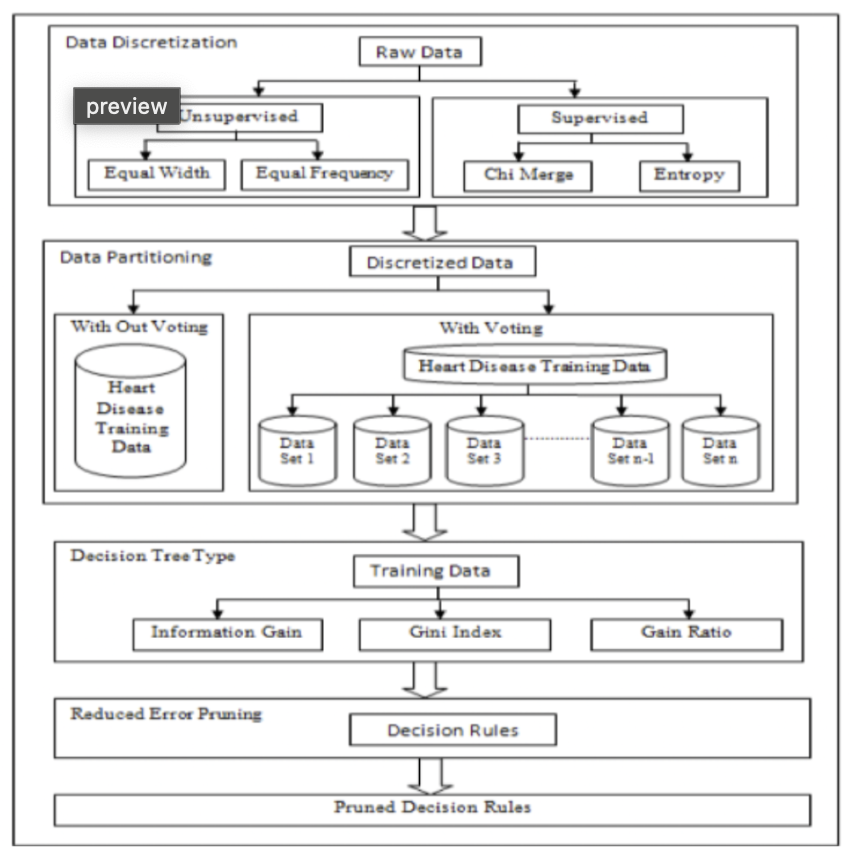 Data Discretization
Raw Data
preview
Unsupervised
Supervised
Equal Width
Equal Frequency
Chi Merge
Entropy
Data Partitioning
Discretized Data
With Out Voting
With Voting
Heart
Disease
Training
Data
Heart Disease Training Data
Data
Set 1
Data
Set 2
Data
Set 3
Data
Set n-1
Data
Set n
Decision Tree Type
Training Data
Information Gain
Gini Index
Gain Ratio
Reduced Error Pruning
Decision Rules
Pruned Decision Rules